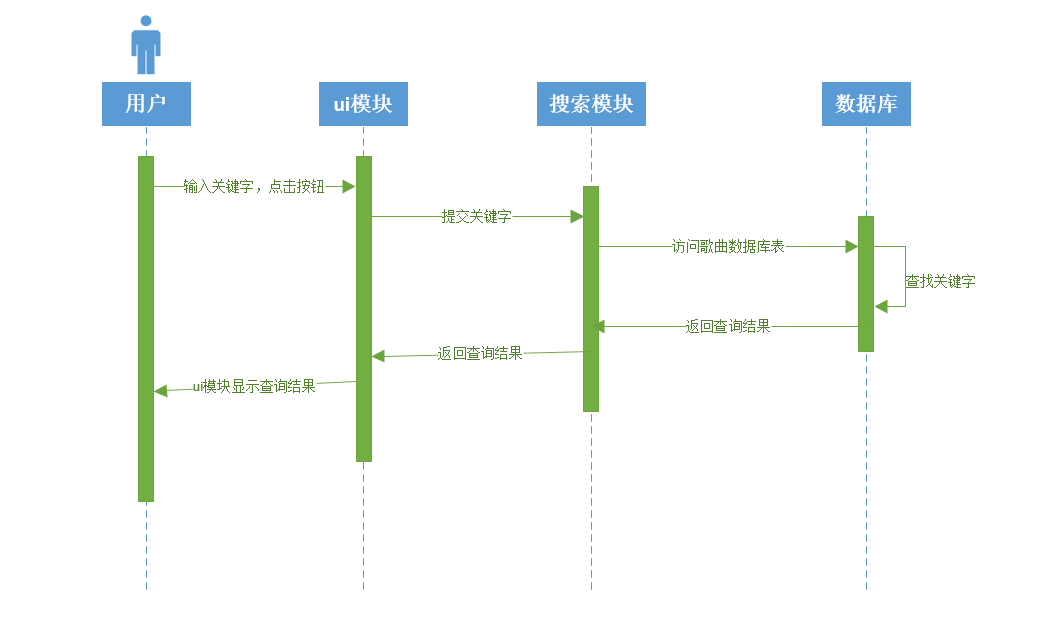 用户
ui模块
搜索模块
数据库
输入关键字，点击按钮
提交关键字
访问歌曲数据库表
查找关键字
返回查询结果
返回查询结果
ui模块显示查询结果